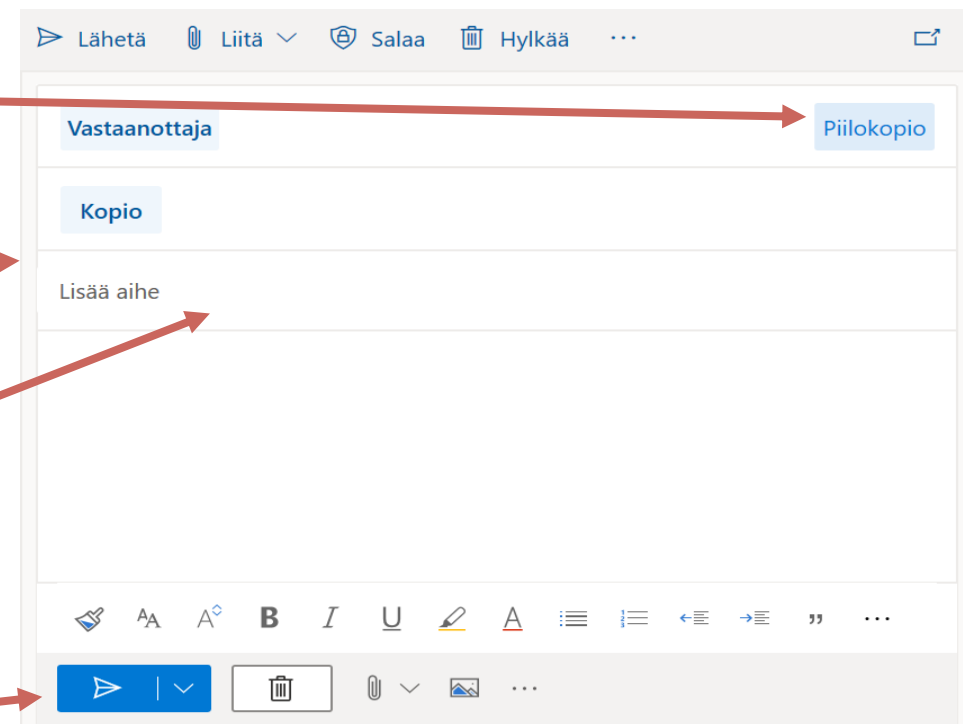 Lähetä Liitä Salaa Hylkää ...
Vastaanottaja Piilokopio
Kopio
Lisää aihe